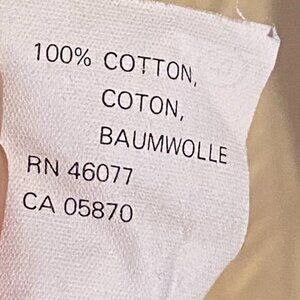 100% COTTON,
COTON,
BAUMWOLLE
RN 46077
CA 05870